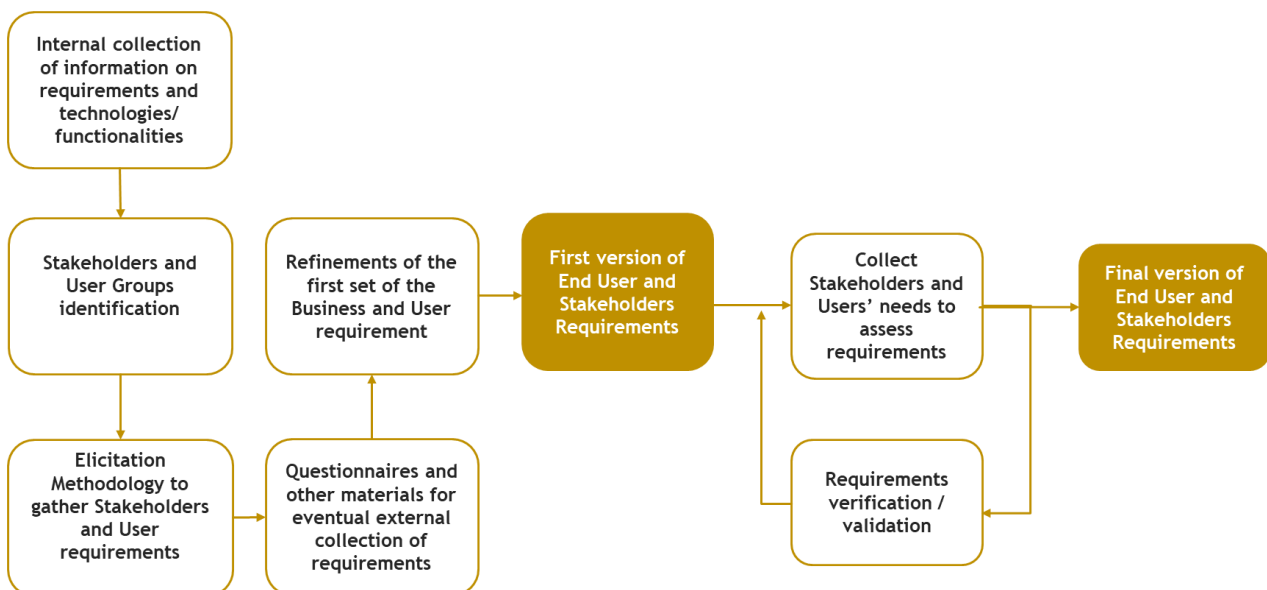 Internal collection
of information on
requirements and
technologies/
functionalities
Stakeholders and
User Groups
identification
Elicitation
Methodology to
gather Stakeholders
and User
requirements
Questionnaires and
other materials for
eventual external
collection of
requirements
Refinements of the
first set of the
Business and User
requirement
First version of
End User and
Stakeholders
Requirements
Collect
Stakeholders and
Users’ needs to
assess
requirements
Requirements
verification /
validation
Final version of
End User and
Stakeholders
Requirements